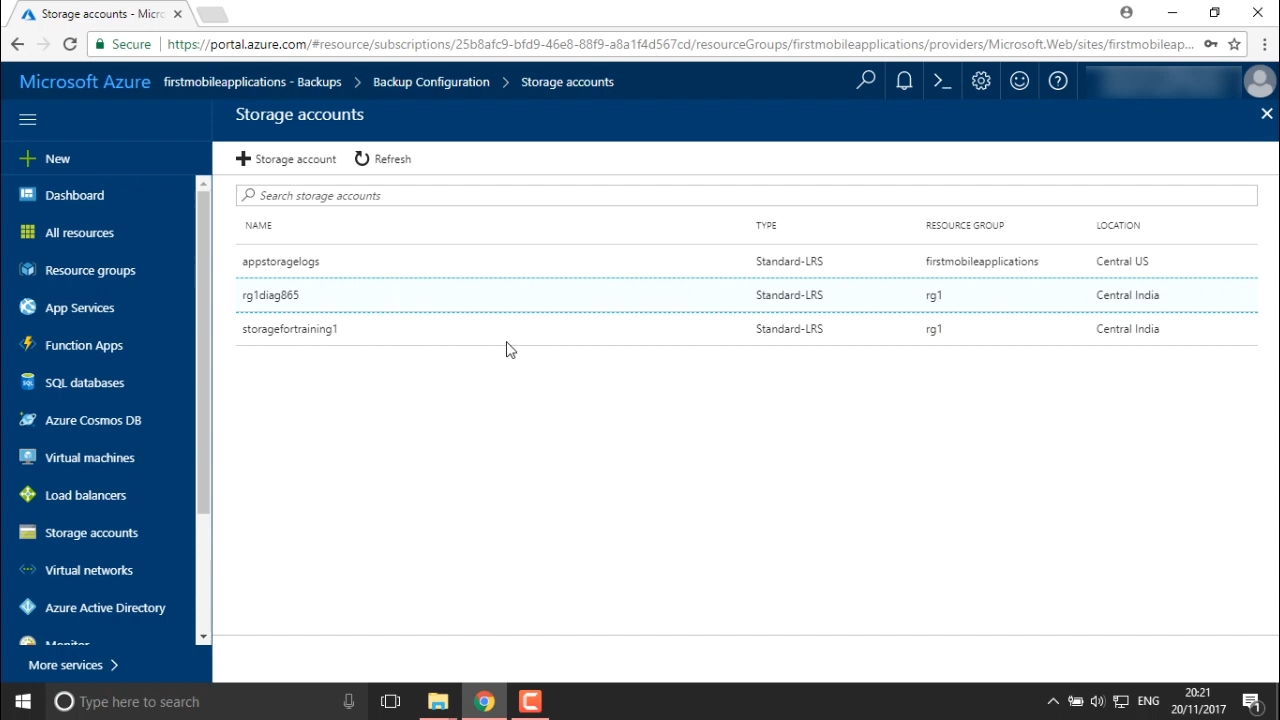 Storage accounts - Micro
Secure https://portal.azure.com/#resource/subscriptions/25b8afc9-bfd9-46e8-88f9-a8a1f4d567cd/resourceGroups/firstmobileapplications/providers/Microsoft.Web/sites/firstmobileap...
Microsoft Azure firstmobileapplications - Backups > Backup Configuration > Storage accounts
Storage accounts
New
Storage account Refresh
Dashboard
Search storage accounts
All resources
NAME TYPE RESOURCE GROUP LOCATION
Resource groups
appstoragelogs Standard-LRS firstmobileapplications Central US
App Services
rg1diag865 Standard-LRS rg1 Central India
Function Apps
storagefortraining1 Standard-LRS rg1 Central India
SQL databases
Azure Cosmos DB
Virtual machines
Load balancers
Storage accounts
Virtual networks
Azure Active Directory
Monitor
More services >
Type here to search
ENG
20:21
20/11/2017
1